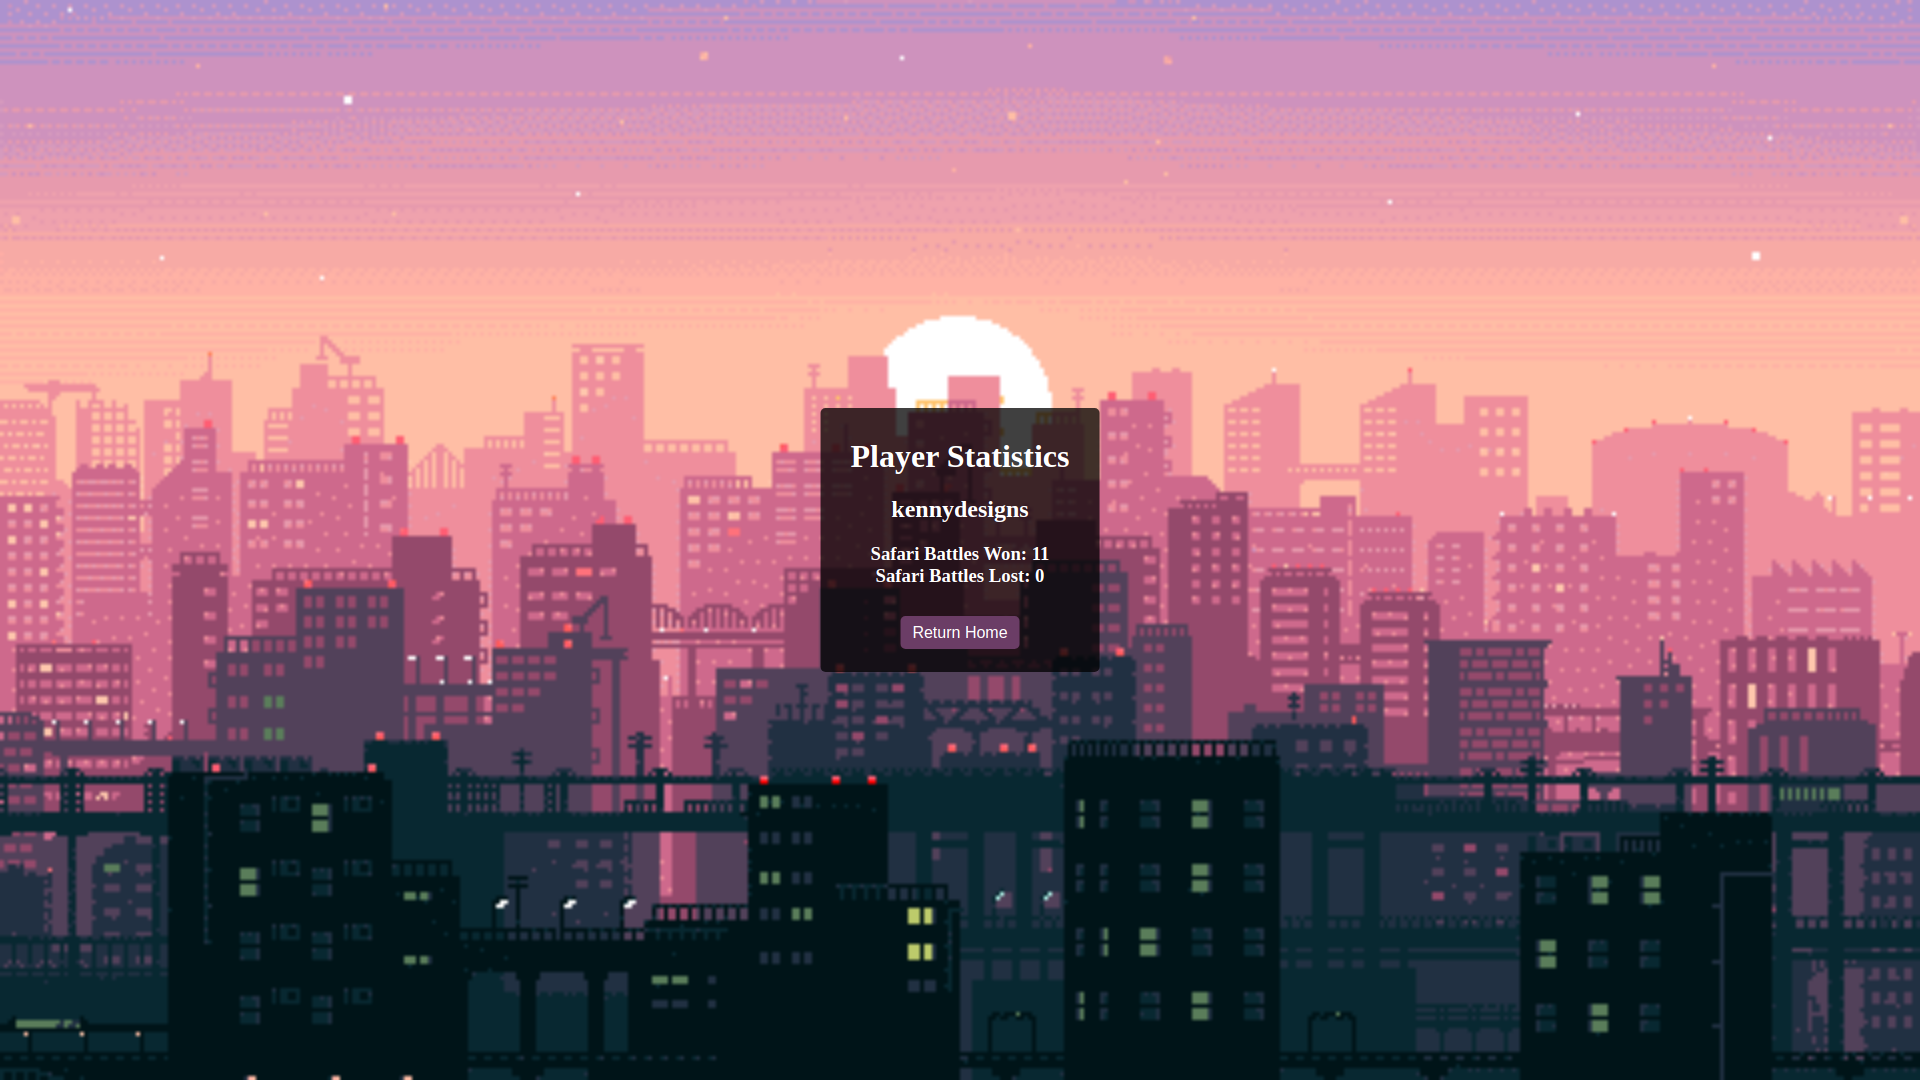 Player Statistics
kennydesigns
Safari Battles Won: 11
Safari Battles Lost: 0
Return Home